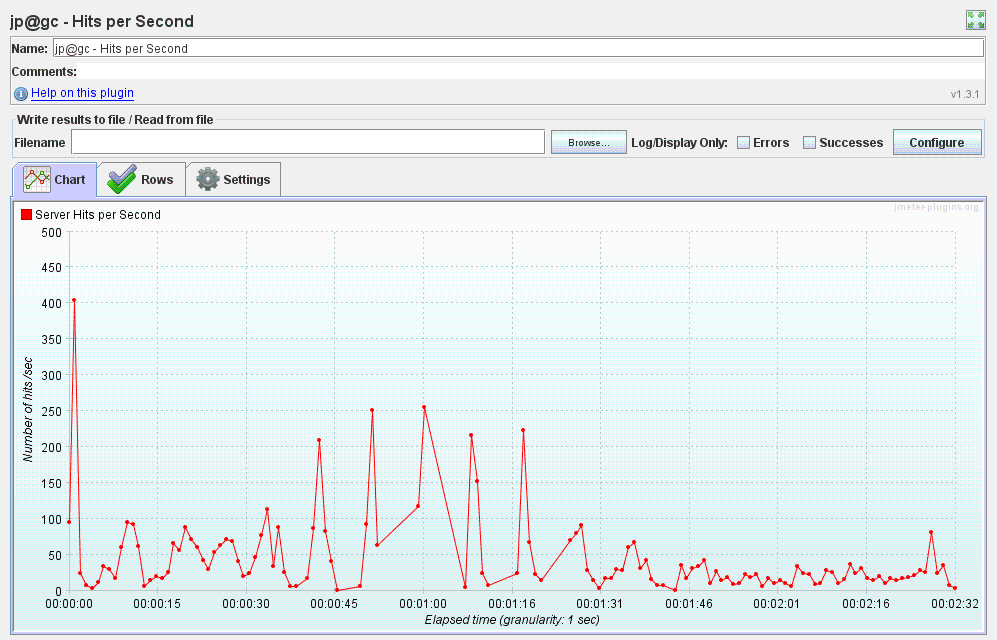 jp@gc - Hits per Second
Name: jp@gc - Hits per Second
Comments:
Help on this plugin
v1.3.1
Write results to file / Read from file
Filename Browse... Log/Display Only: Errors Successes Configure
Chart Rows Settings
Server Hits per Second
jmeter-plugins.org
500
450
400
350
300
250
200
150
100
50
0
Number of hits /sec
00:00:00 00:00:15 00:00:30 00:00:45 00:01:00 00:01:16 00:01:31 00:01:46 00:02:01 00:02:16 00:02:32
Elapsed time (granularity: 1 sec)